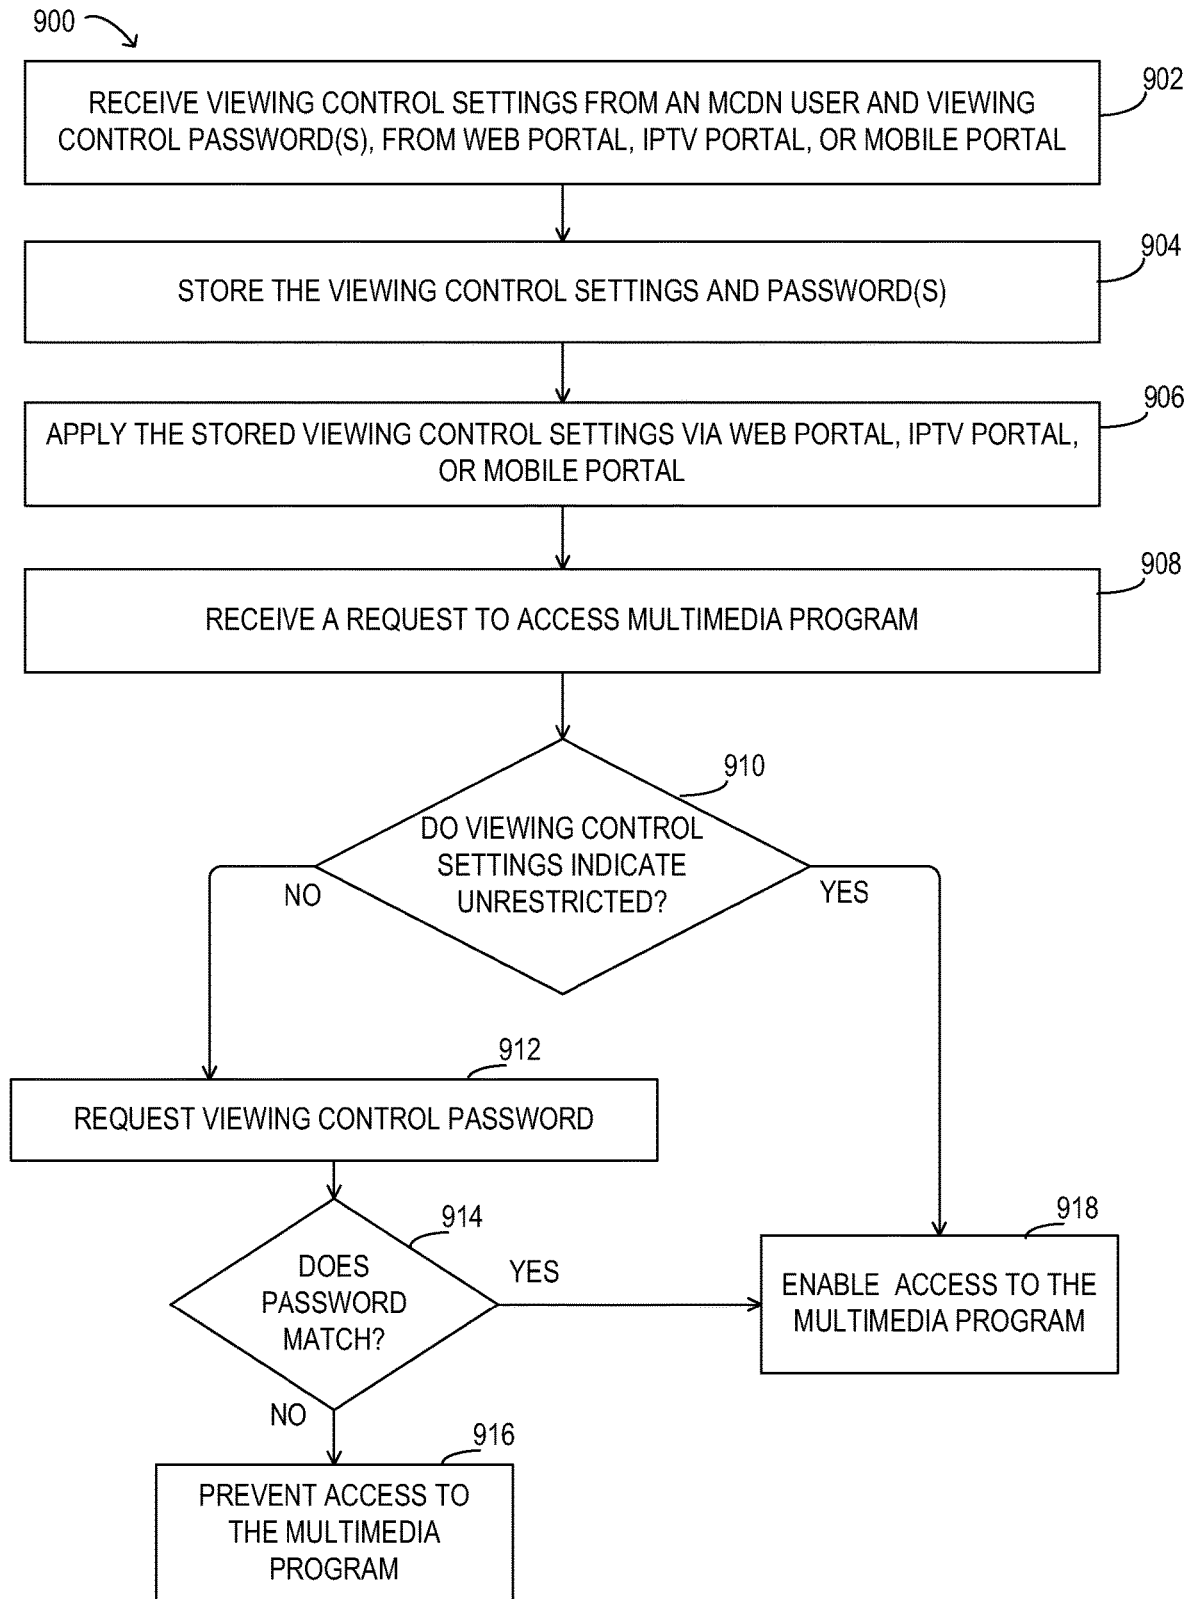 900
902
RECEIVE VIEWING CONTROL SETTINGS FROM AN MCDN USER AND VIEWING
CONTROL PASSWORD(S), FROM WEB PORTAL, IPTV PORTAL, OR MOBILE PORTAL
904
STORE THE VIEWING CONTROL SETTINGS AND PASSWORD(S)
906
APPLY THE STORED VIEWING CONTROL SETTINGS VIA WEB PORTAL, IPTV PORTAL,
OR MOBILE PORTAL
908
RECEIVE A REQUEST TO ACCESS MULTIMEDIA PROGRAM
910
DO VIEWING CONTROL
SETTINGS INDICATE
UNRESTRICTED?
NO
YES
912
REQUEST VIEWING CONTROL PASSWORD
914
DOES
PASSWORD
MATCH?
YES
NO
918
ENABLE ACCESS TO THE
MULTIMEDIA PROGRAM
916
PREVENT ACCESS TO
THE MULTIMEDIA
PROGRAM